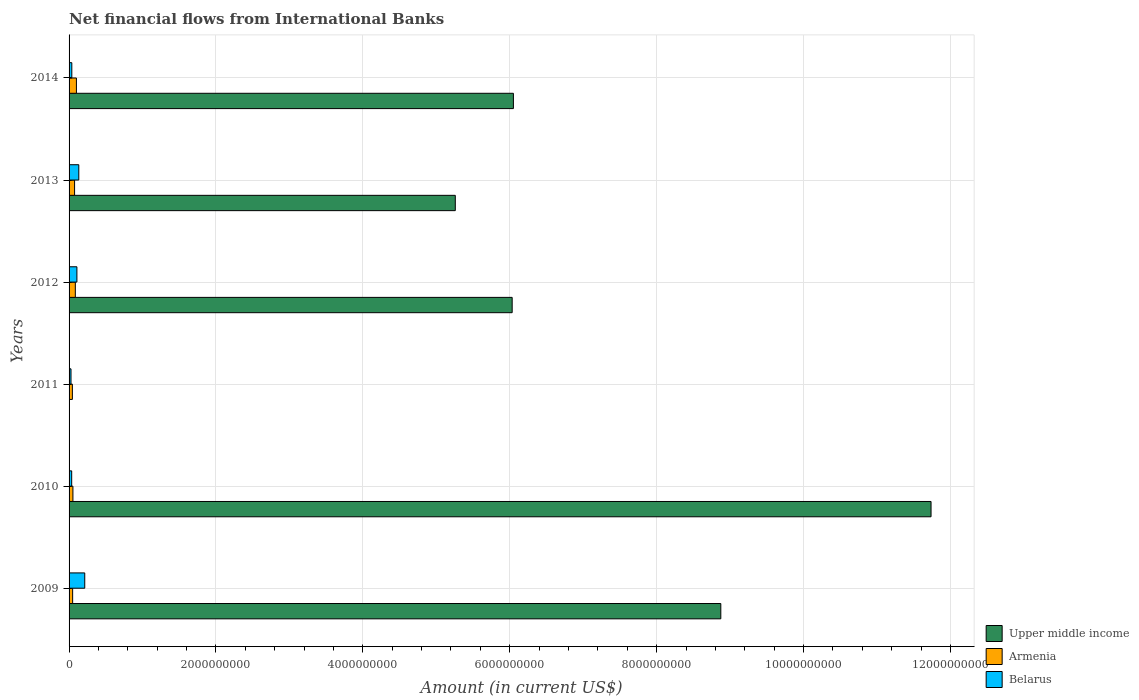 Net financial flows from International Banks
2014
2013
2012
2011
2010
2009
Years
0
2000000000
4000000000
6000000000
8000000000
10000000000
12000000000
Amount (in current US$)
Upper middle income
Armenia
Belarus